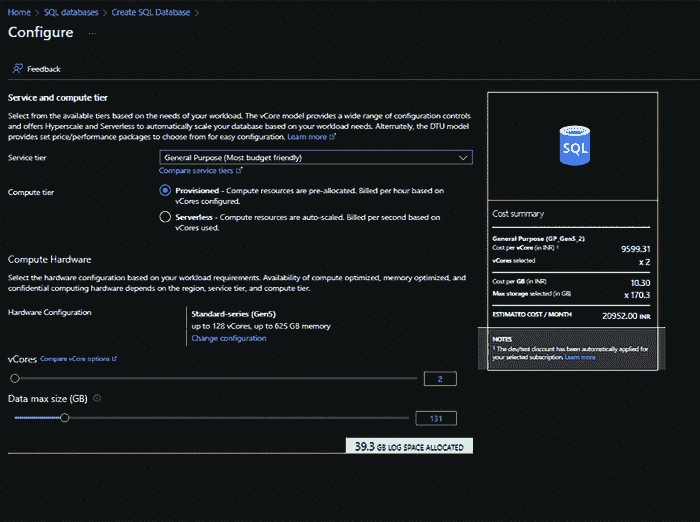 Home > SQL databases > Create SQL Database >
Configure ...
Feedback
Service and compute tier
Select from the available tiers based on the needs of your workload. The vCore model provides a wide range of configuration controls
and offers Hyperscale and Serverless to automatically scale your database based on your workload needs. Alternately, the DTU model
provides set price/performance packages to choose from for easy configuration. Learn more
Service tier
General Purpose (Most budget friendly)
Compare service tiers
Compute tier
Provisioned - Compute resources are pre-allocated. Billed per hour based on
vCores configured.
Serverless - Compute resources are auto-scaled. Billed per second based on
vCores used.
Compute Hardware
Select the hardware configuration based on your workload requirements. Availability of compute optimized, memory optimized, and
confidential computing hardware depends on the region, service tier, and compute tier.
Hardware Configuration
Standard-series (Gen5)
up to 128 vCores, up to 625 GB memory
Change configuration
vCores Compare vCore options
2
Data max size (GB)
131
39.3 GB LOG SPACE ALLOCATED
SQL
Cost summary
General Purpose (GP_Gen5_2)
Cost per vCore (in INR) 1 9599.31
vCores selected x 2
Cost per GB (in INR) 10.30
Max storage selected (in GB) x 170.3
ESTIMATED COST / MONTH 20952.00 INR
NOTES
1 The dev/test discount has been automatically applied for
your selected subscription. Learn more